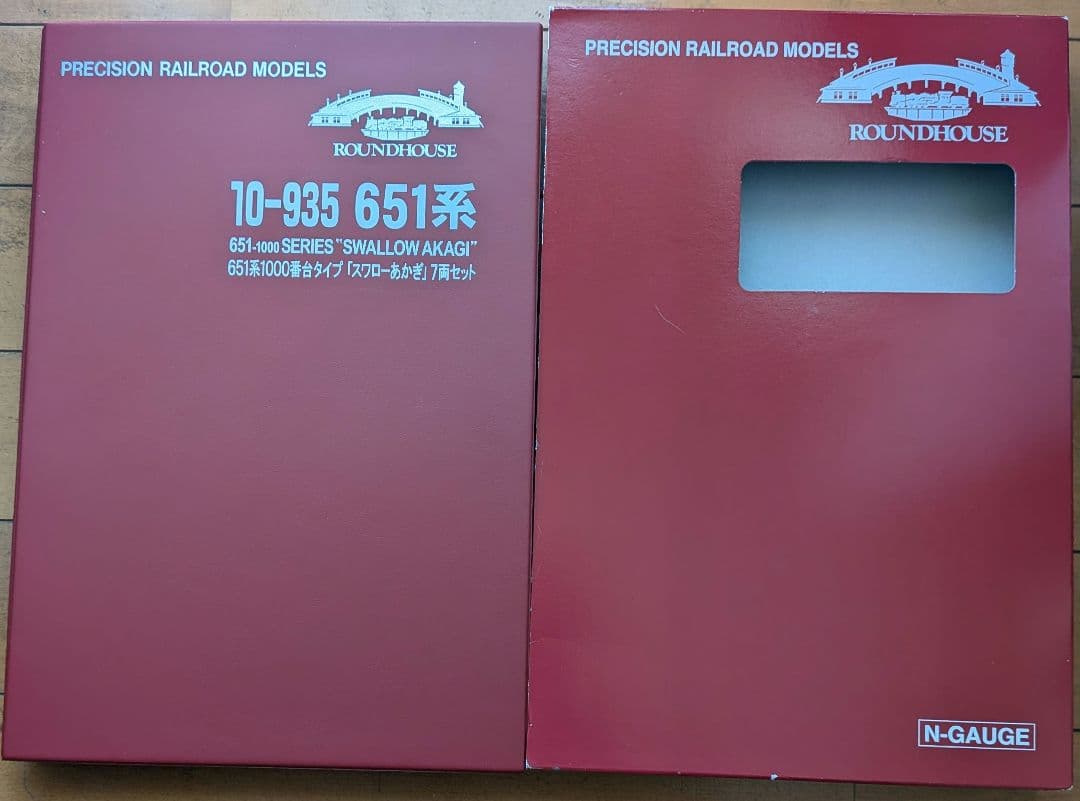 PRECISION RAILROAD MODELS
ROUNDHOUSE
10-935 651系
651-1000 SERIES "SWALLOW AKAGI"
651系1000番台タイプ「スワローあかぎ」7両セット
PRECISION RAILROAD MODELS
ROUNDHOUSE
N-GAUGE